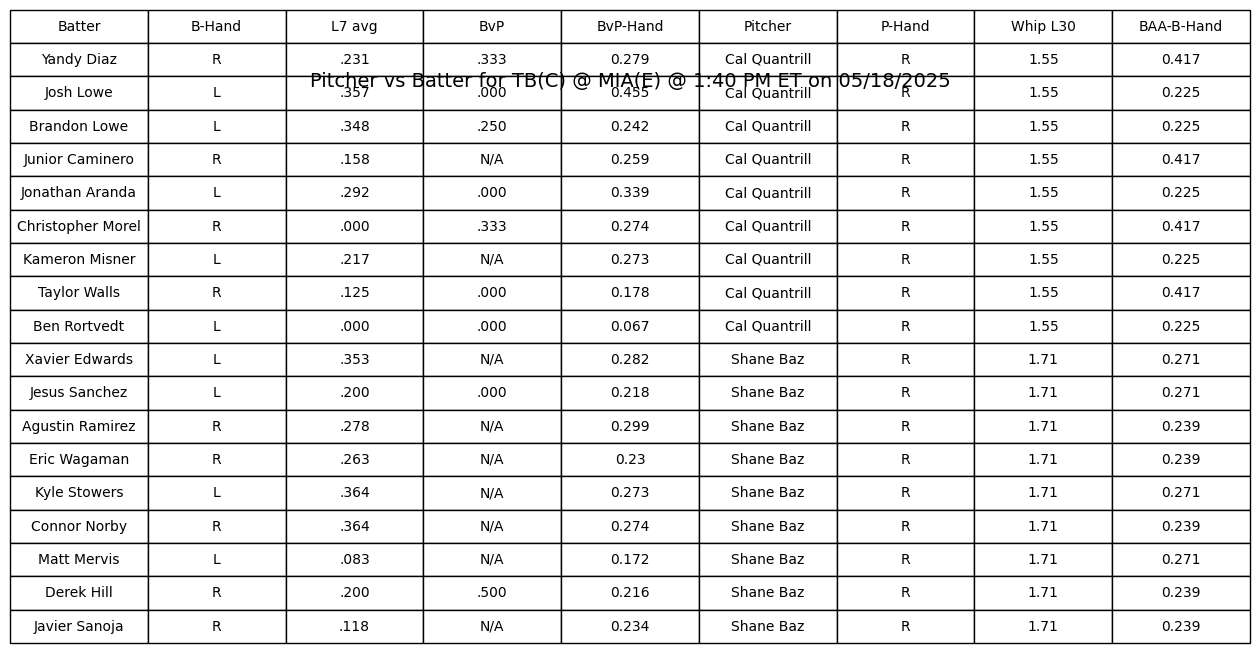 Batter B-Hand L7 avg BvP BvP-Hand Pitcher P-Hand Whip L30 BAA-B-Hand
Yandy Diaz R .231 .333 0.279 Cal Quantrill R 1.55 0.417
Pitcher vs Batter for TB(C) @ MIA(E) @ 1:40 PM ET on 05/18/2025
Josh Lowe L .357 .000 0.455 Cal Quantrill R 1.55 0.225
Brandon Lowe L .348 .250 0.242 Cal Quantrill R 1.55 0.225
Junior Caminero R .158 N/A 0.259 Cal Quantrill R 1.55 0.417
Jonathan Aranda L .292 .000 0.339 Cal Quantrill R 1.55 0.225
Christopher Morel R .000 .333 0.274 Cal Quantrill R 1.55 0.417
Kameron Misner L .217 N/A 0.273 Cal Quantrill R 1.55 0.225
Taylor Walls R .125 .000 0.178 Cal Quantrill R 1.55 0.417
Ben Rortvedt L .000 .000 0.067 Cal Quantrill R 1.55 0.225
Xavier Edwards L .353 N/A 0.282 Shane Baz R 1.71 0.271
Jesus Sanchez L .200 .000 0.218 Shane Baz R 1.71 0.271
Agustin Ramirez R .278 N/A 0.299 Shane Baz R 1.71 0.239
Eric Wagaman R .263 N/A 0.23 Shane Baz R 1.71 0.239
Kyle Stowers L .364 N/A 0.273 Shane Baz R 1.71 0.271
Connor Norby R .364 N/A 0.274 Shane Baz R 1.71 0.239
Matt Mervis L .083 N/A 0.172 Shane Baz R 1.71 0.271
Derek Hill R .200 .500 0.216 Shane Baz R 1.71 0.239
Javier Sanoja R .118 N/A 0.234 Shane Baz R 1.71 0.239